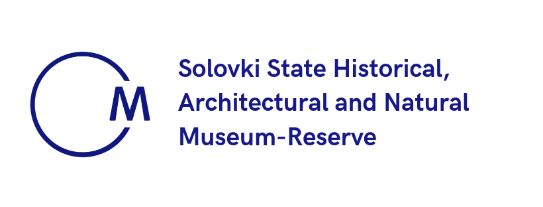 M
Solovki State Historical,
Architectural and Natural
Museum-Reserve